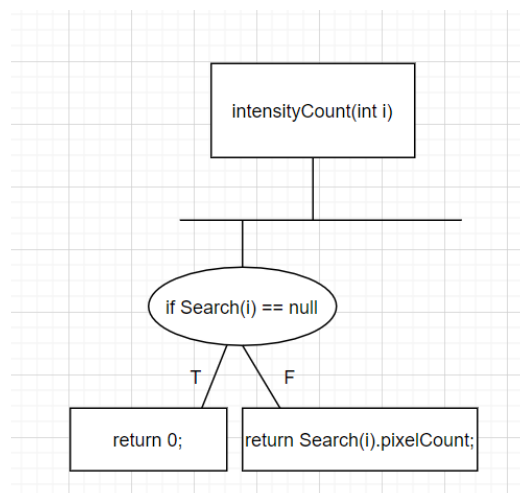 intensityCount(int i)
if Search(i) == null
T
F
return 0;
return Search(i).pixelCount;